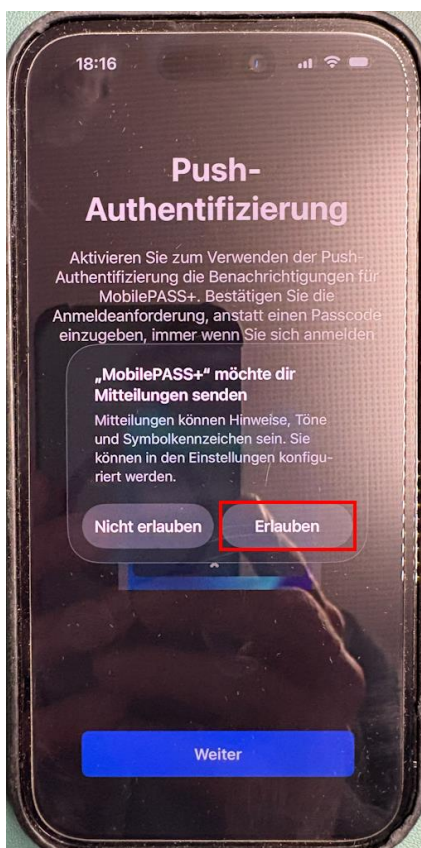 18:16
Push-
Authentifizierung
Aktivieren Sie zum Verwenden der Push-
Authentifizierung die Benachrichtigungen für
MobilePASS+. Bestätigen Sie die
Anmeldeanforderung, anstatt einen Passcode
einzugeben, immer wenn Sie sich anmelden
„MobilePASS+“ möchte dir
Mitteilungen senden
Mitteilungen können Hinweise, Töne
und Symbolkennzeichen sein. Sie
können in den Einstellungen konfigu-
riert werden.
Nicht erlauben Erlauben
Weiter